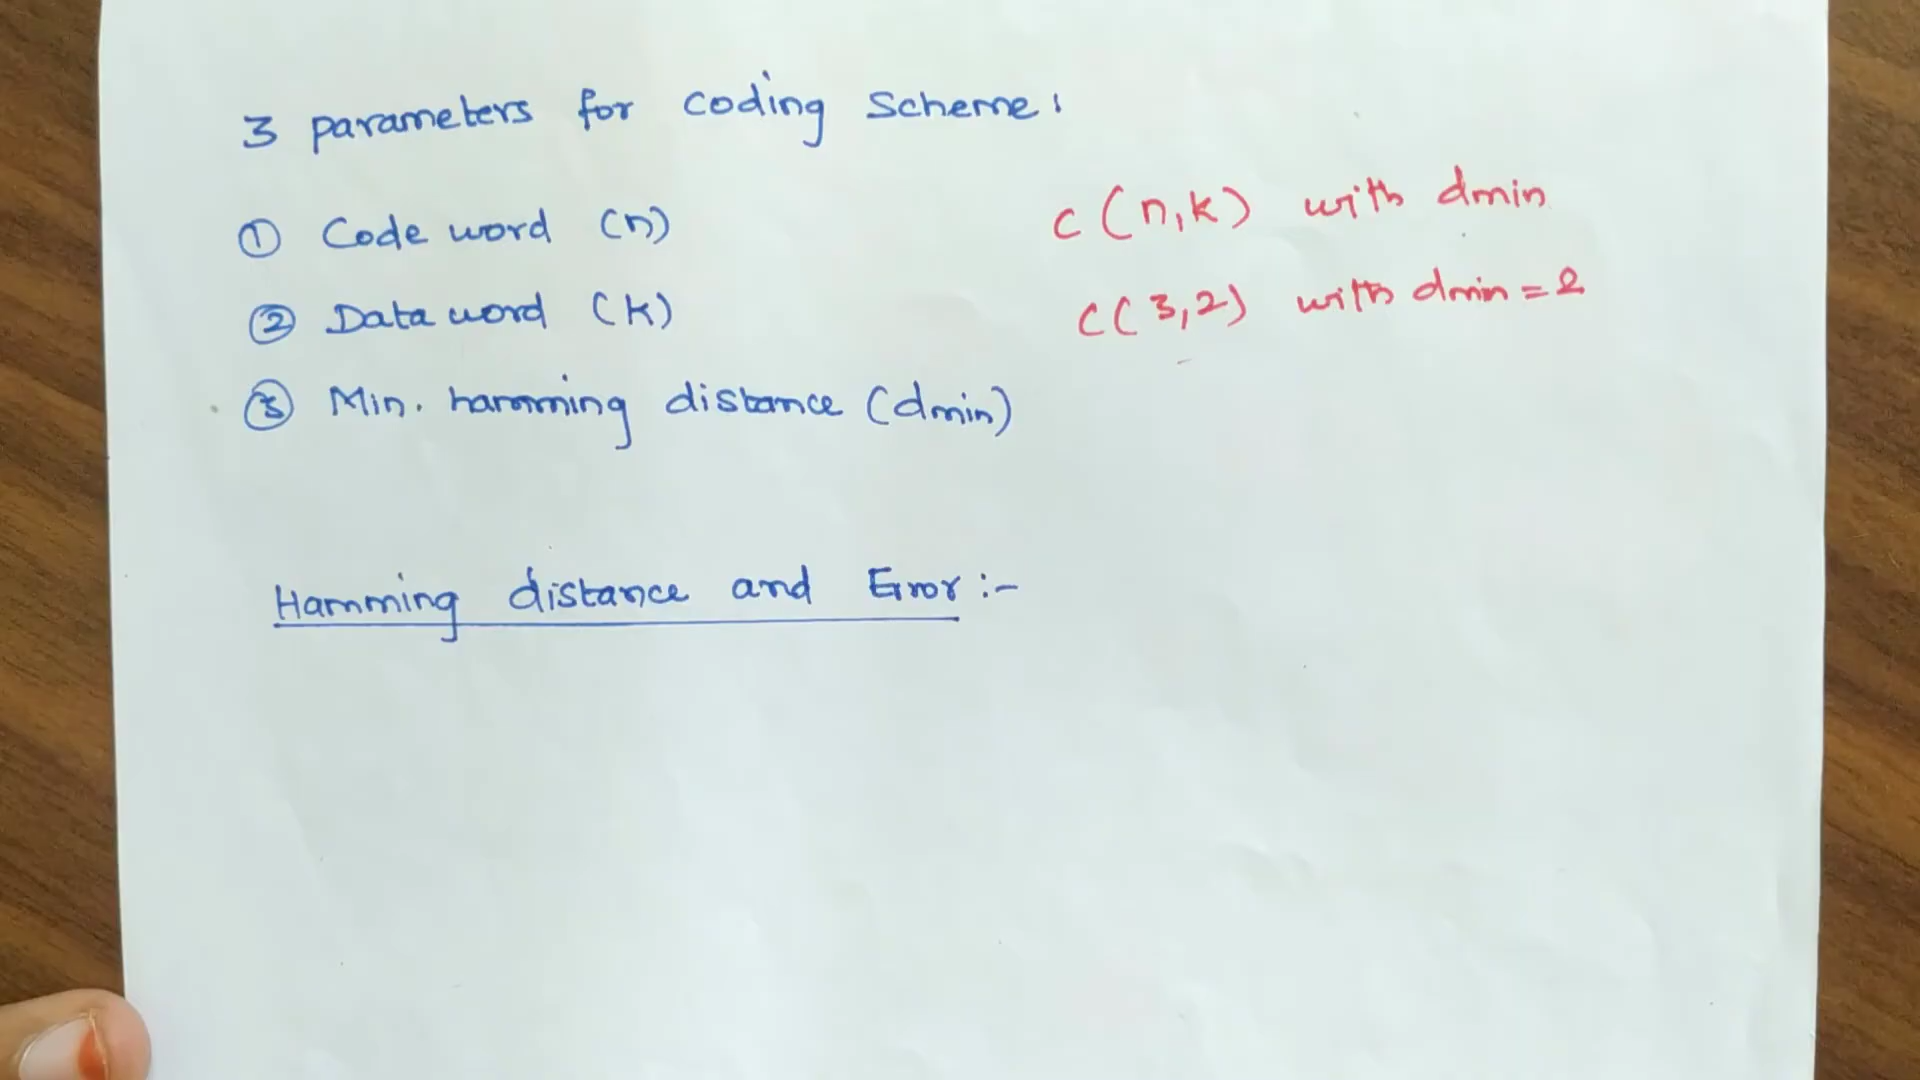 3 parameters for coding scheme:
① Code word (n)
② Data word (k)
③ Min. hamming distance (dmin)
C (n,k) with dmin
C(3,2) with dmin = 2
Hamming distance and Error :-